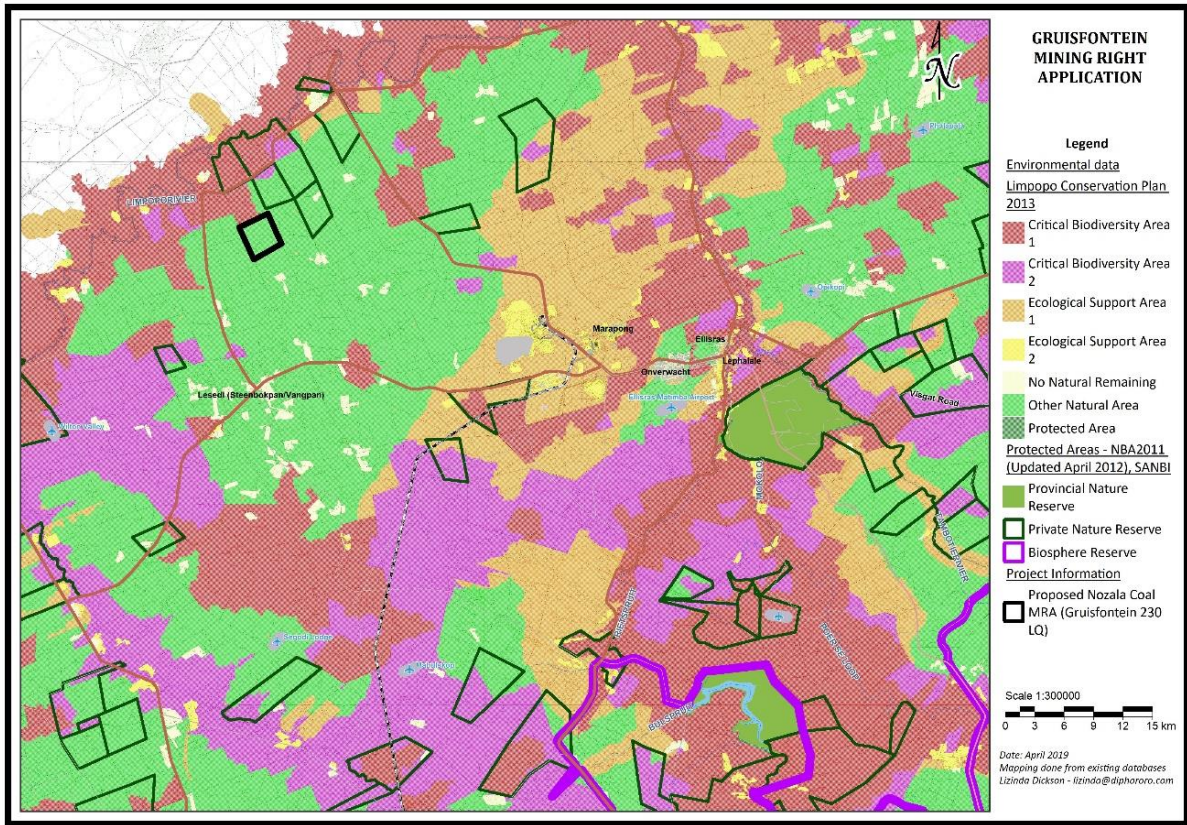 GRUISFONTEIN
MINING RIGHT
APPLICATION
N
Legend
Environmental data
Limpopo Conservation Plan
2013
Critical Biodiversity Area
1
Critical Biodiversity Area
2
Ecological Support Area
1
Ecological Support Area
2
No Natural Remaining
Other Natural Area
Protected Area
Protected Areas - NBA2011
(Updated April 2012), SANBI
Provincial Nature
Reserve
Private Nature Reserve
Biosphere Reserve
Project Information
Proposed Nozala Coal
MRA (Gruisfontein 230
LQ)
Scale 1:300000
0 3 6 9 12 15 km
Date: April 2019
Mapping done from existing databases
Lizinda Dickson - lizinda@diphororo.com
LIMPOPORIVIER
Marapong
Ellisras
Lephalale
Onverwacht
Ellisras Matimba Airport
Lesedi (Steenbokpan/Vangpan)
Visgat Road
MOKOLO
RIETSPRUIT
POER SE LOOP